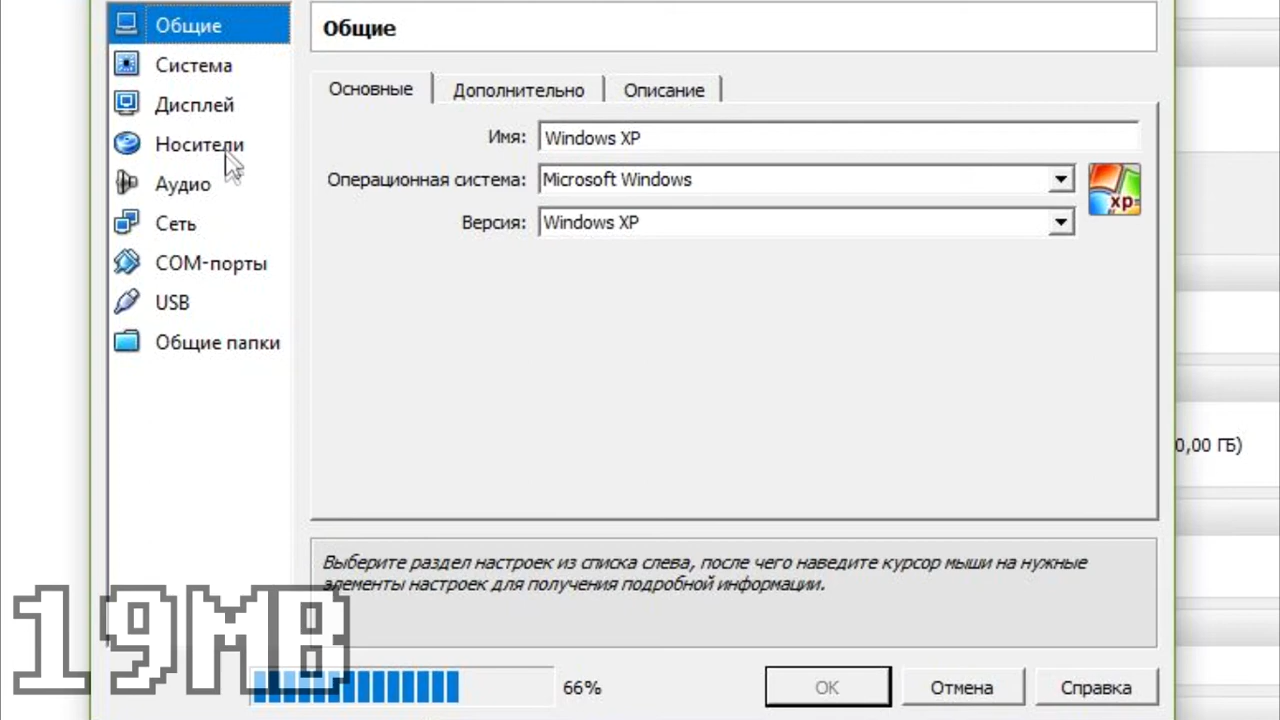 Общие
Система
Дисплей
Носители
Аудио
Сеть
COM-порты
USB
Общие папки
Общие
Основные
Дополнительно
Описание
Имя:
Windows XP
Операционная система:
Microsoft Windows
xp
Версия:
Windows XP
0,00 ГБ)
Выберите раздел настроек из списка слева, после чего наведите курсор мыши на нужные
элементы настроек для получения подробной информации.
19MB
66%
OK
Отмена
Справка